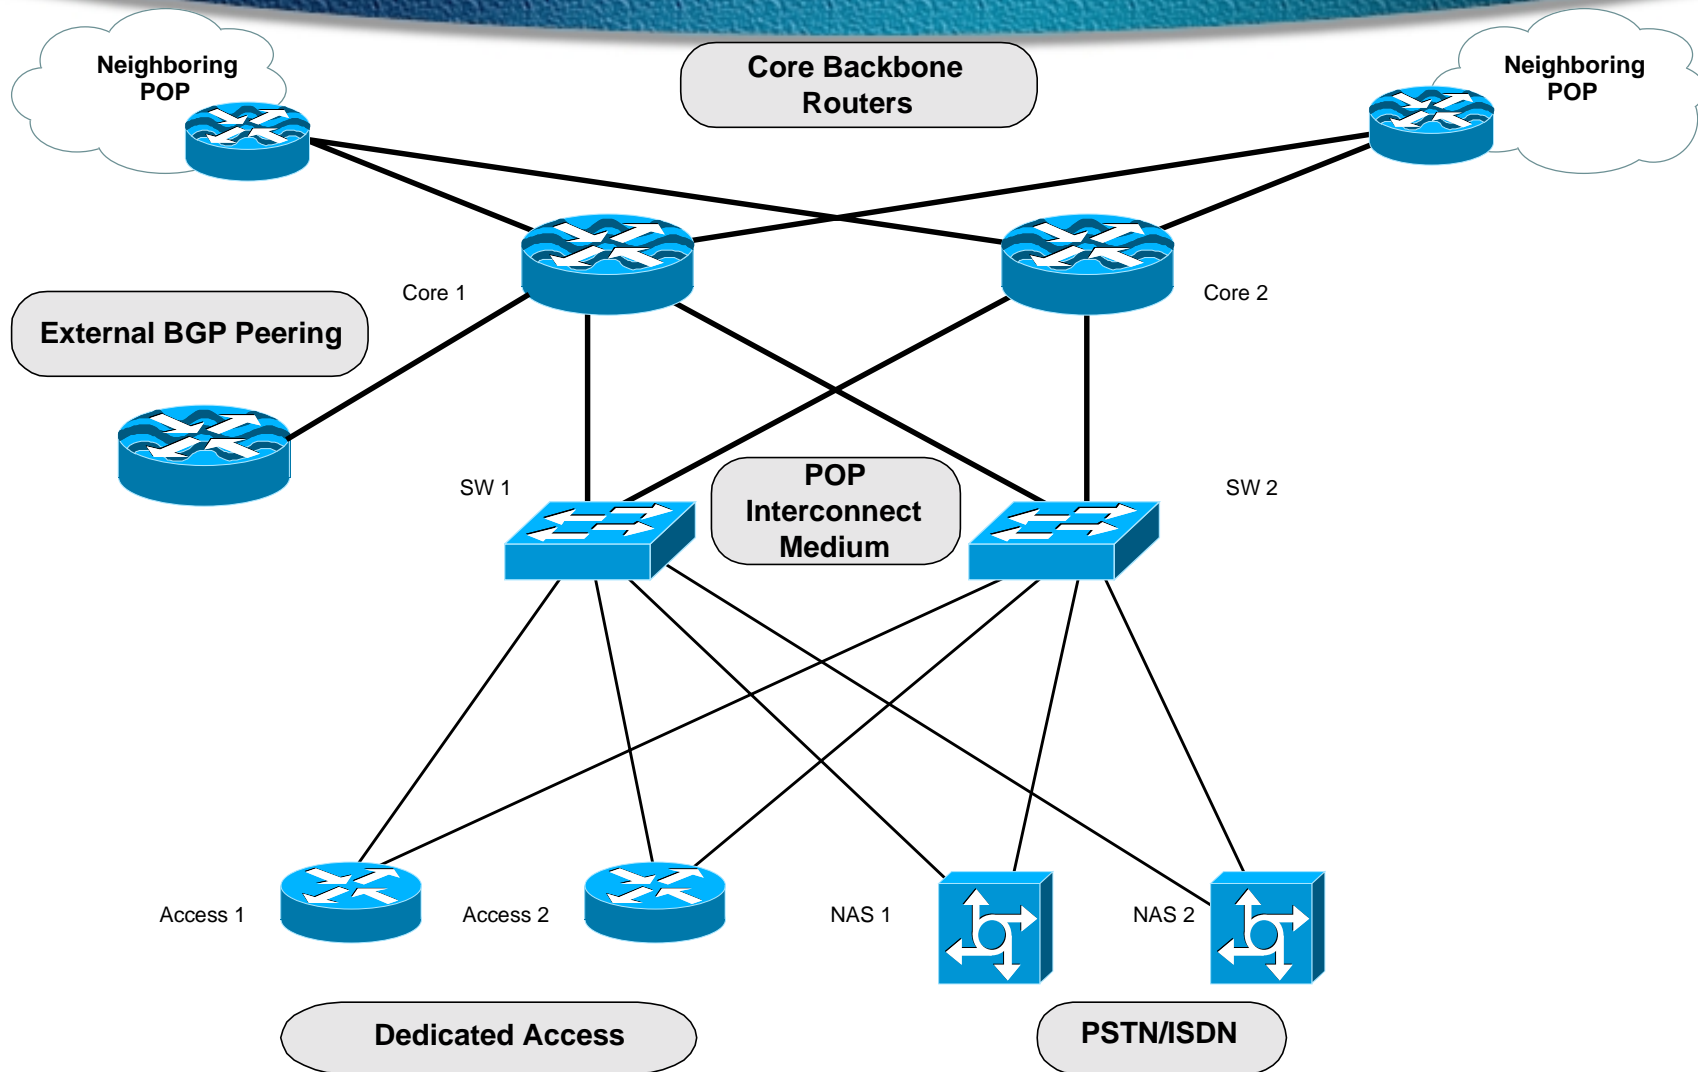 Neighboring
POP
Core Backbone
Routers
Neighboring
POP
Core 1
Core 2
External BGP Peering
SW 1
POP
Interconnect
Medium
SW 2
Access 1
Access 2
NAS 1
NAS 2
Dedicated Access
PSTN/ISDN